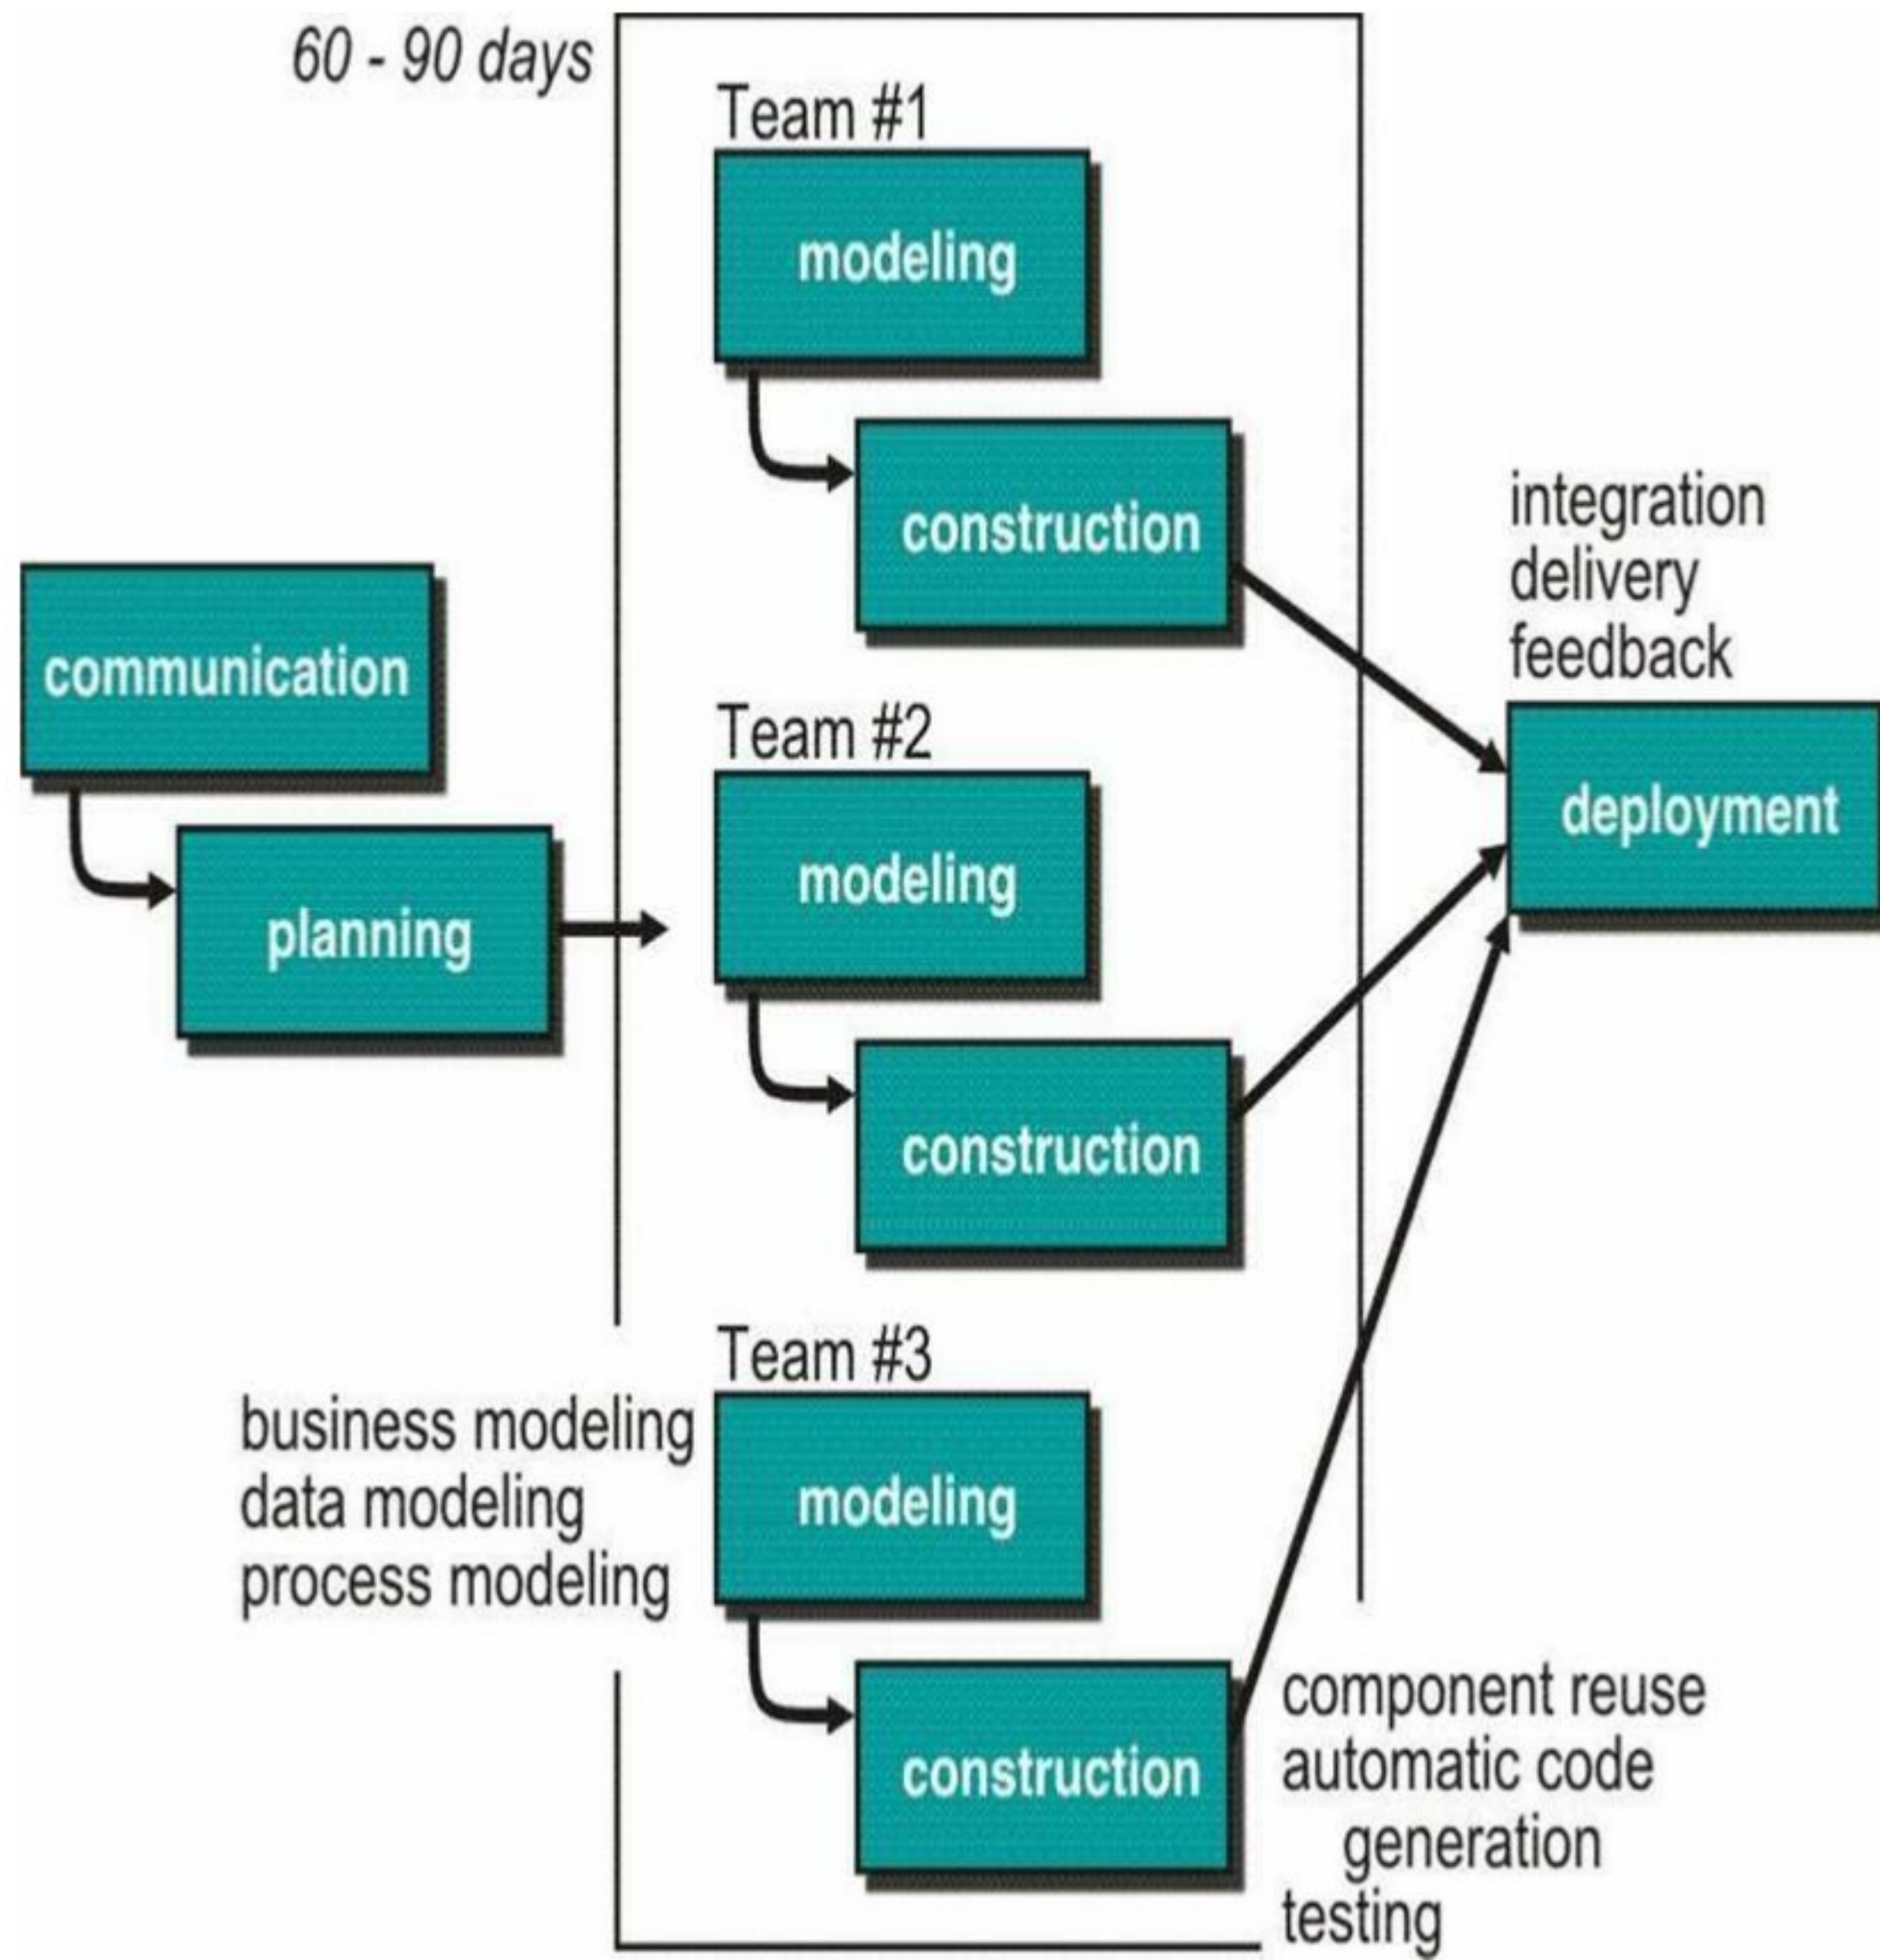 60 - 90 days
Team #1
modeling
construction
communication
planning
Team #2
modeling
construction
integration
delivery
feedback
deployment
Team #3
business modeling
data modeling
process modeling
modeling
construction
component reuse
automatic code
generation
testing